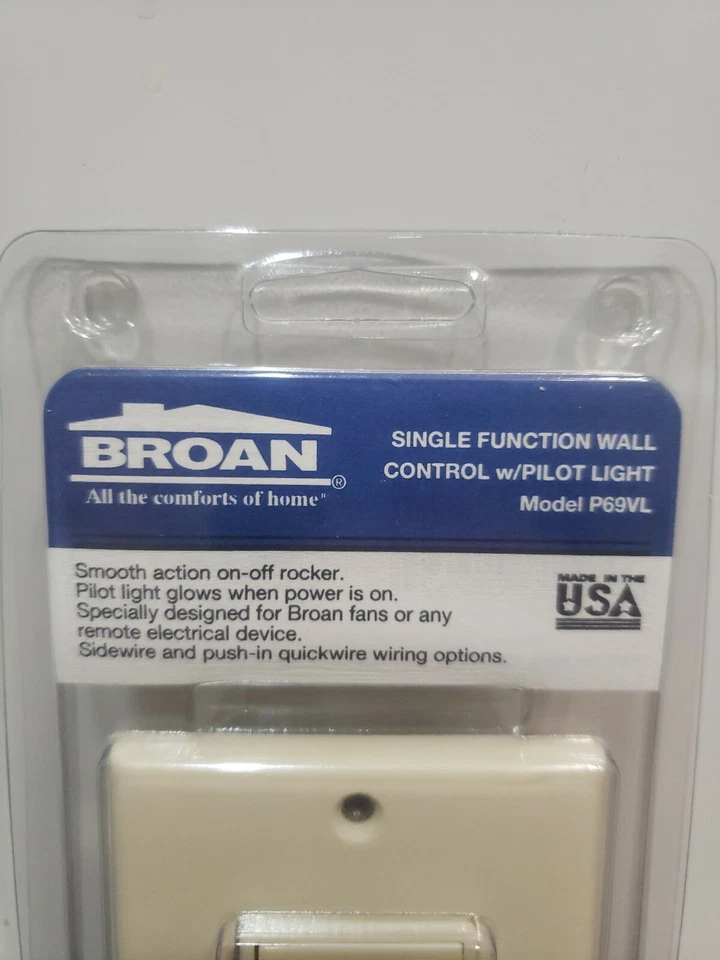 BROAN®
All the comforts of home
SINGLE FUNCTION WALL
CONTROL w/PILOT LIGHT
Model P69VL
Smooth action on-off rocker.
Pilot light glows when power is on.
Specially designed for Broan fans or any
remote electrical device.
Sidewire and push-in quickwire wiring options.
MADE IN THE
USA